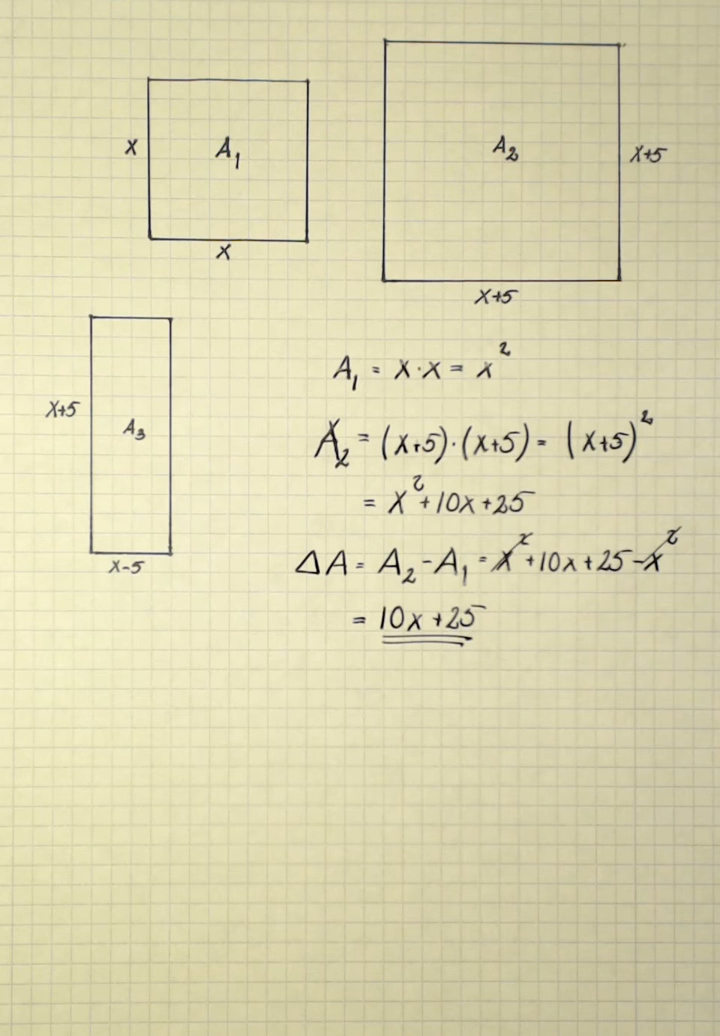 x
A₁
x
A₂
x+5
x+5
x+5
A₃
x-5
A₁ = x·x = x²
A₂ = (x+5)·(x+5) = (x+5)²
= x²+10x+25
ΔA = A₂-A₁ = x²+10x+25-x²
= 10x+25